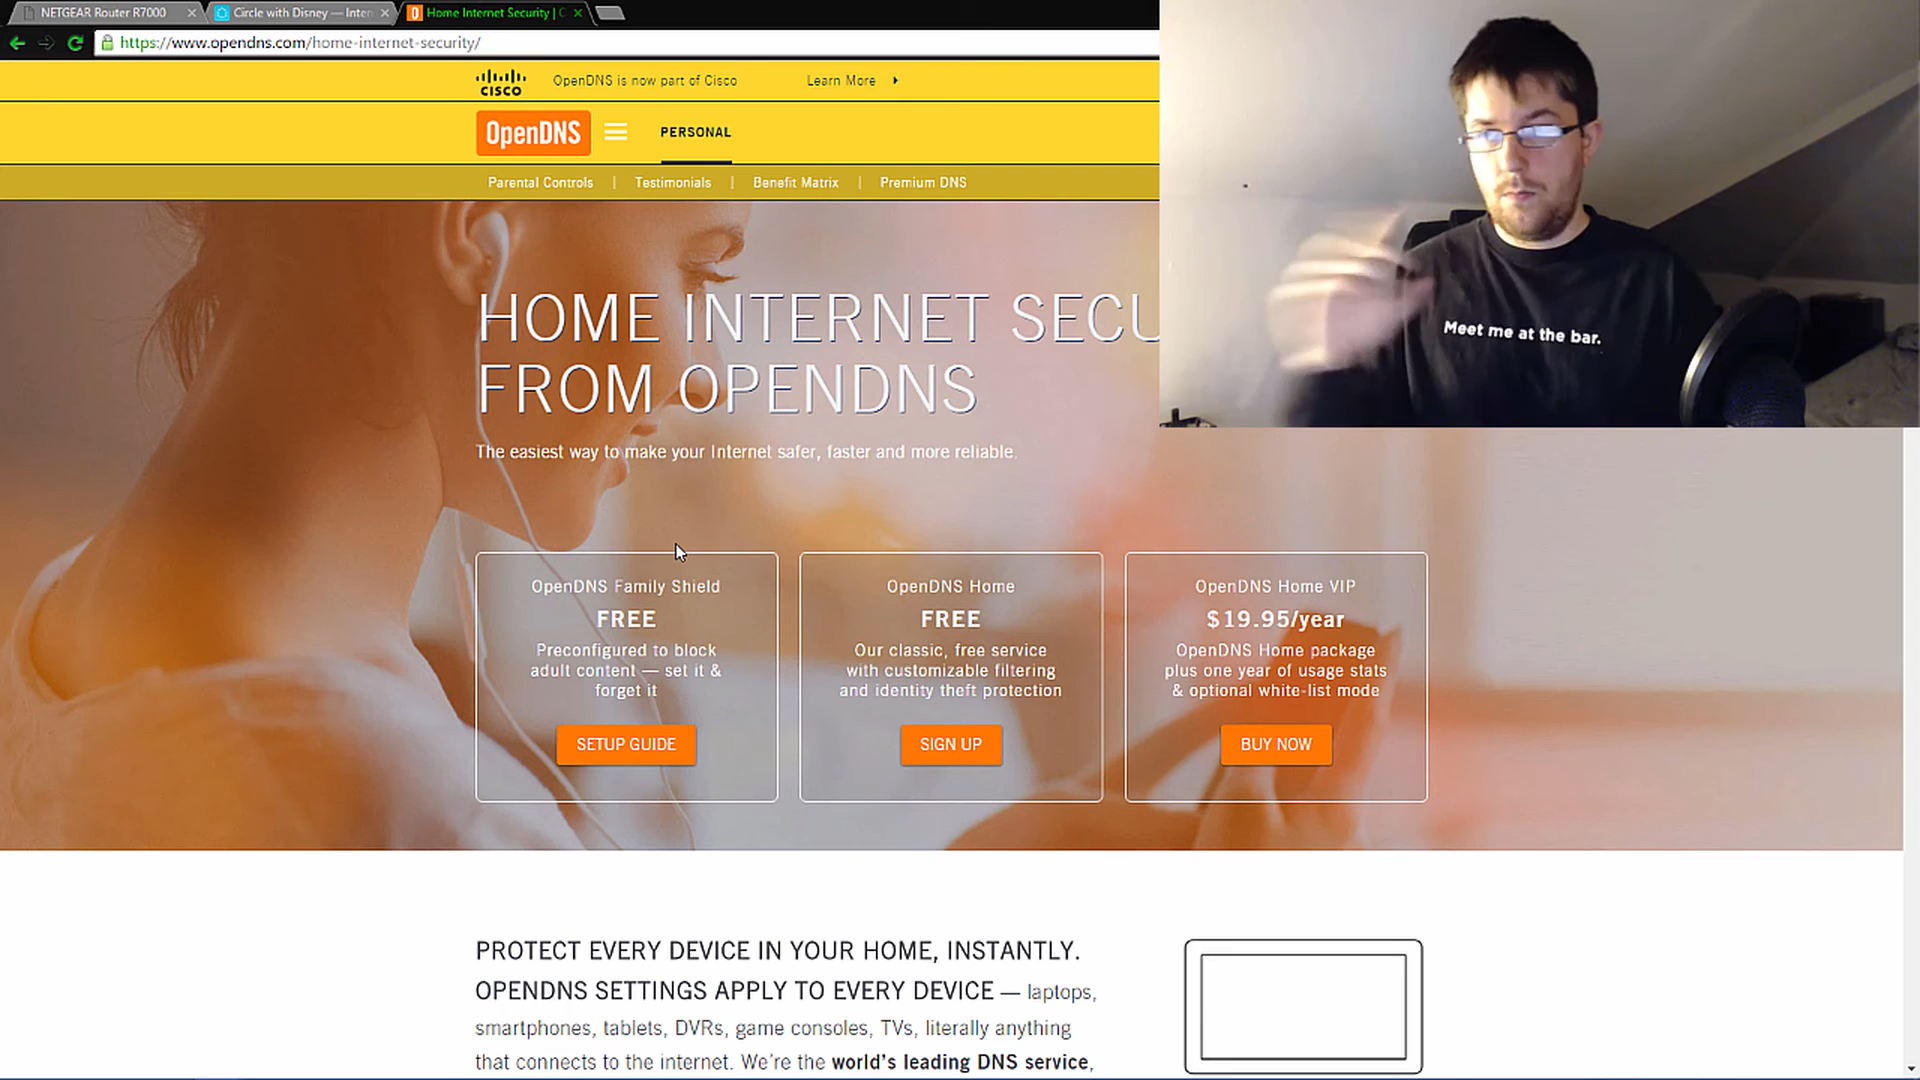 NETGEAR Router R7000
Circle with Disney — Inter
Home Internet Security | C
https://www.opendns.com/home-internet-security/
CISCO
OpenDNS is now part of Cisco
Learn More
OpenDNS
PERSONAL
Parental Controls | Testimonials | Benefit Matrix | Premium DNS
HOME INTERNET SECU
FROM OPENDNS
The easiest way to make your Internet safer, faster and more reliable.
Meet me at the bar.
OpenDNS Family Shield
FREE
Preconfigured to block
adult content — set it &
forget it
SETUP GUIDE
OpenDNS Home
FREE
Our classic, free service
with customizable filtering
and identity theft protection
SIGN UP
OpenDNS Home VIP
$19.95/year
OpenDNS Home package
plus one year of usage stats
& optional white-list mode
BUY NOW
PROTECT EVERY DEVICE IN YOUR HOME, INSTANTLY.
OPENDNS SETTINGS APPLY TO EVERY DEVICE — laptops,
smartphones, tablets, DVRs, game consoles, TVs, literally anything
that connects to the internet. We're the world's leading DNS service,